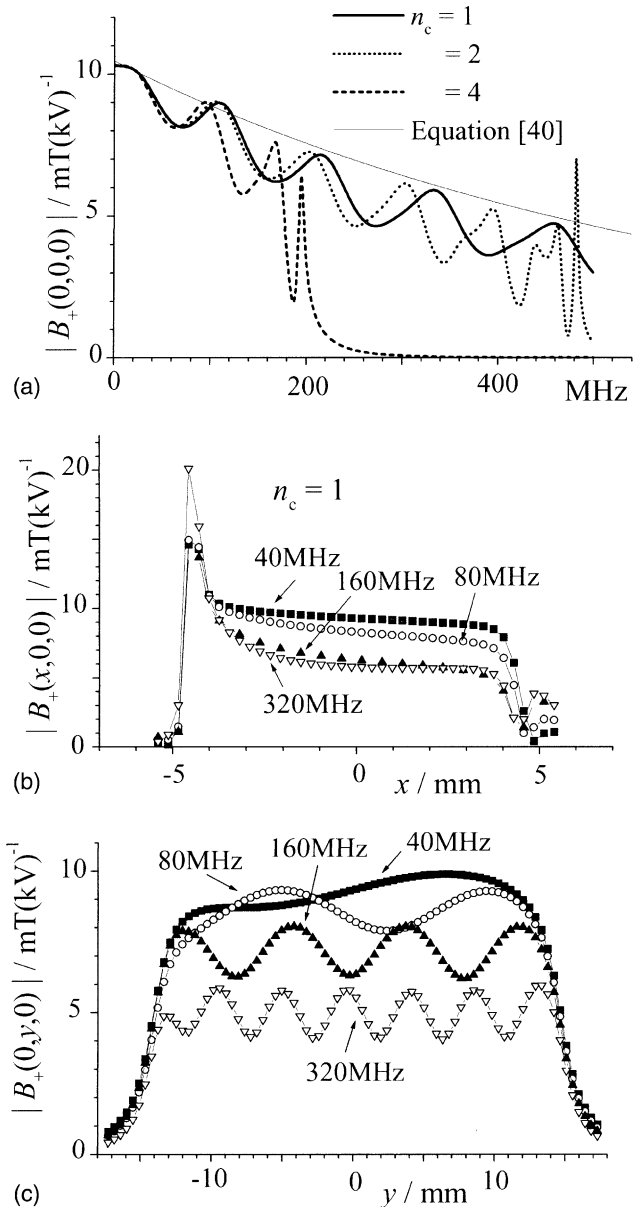 n_c = 1
= 2
= 4
Equation [40]
| B_+(0,0,0) | / mT(kV)^-1
10
5
0
0
200
400
MHz
(a)
| B_+(x,0,0) | / mT(kV)^-1
20
10
0
n_c = 1
40MHz
160MHz
80MHz
320MHz
-5
0
5
x / mm
(b)
| B_+(0,y,0) | / mT(kV)^-1
10
5
0
80MHz
160MHz
40MHz
320MHz
-10
0
10
y / mm
(c)